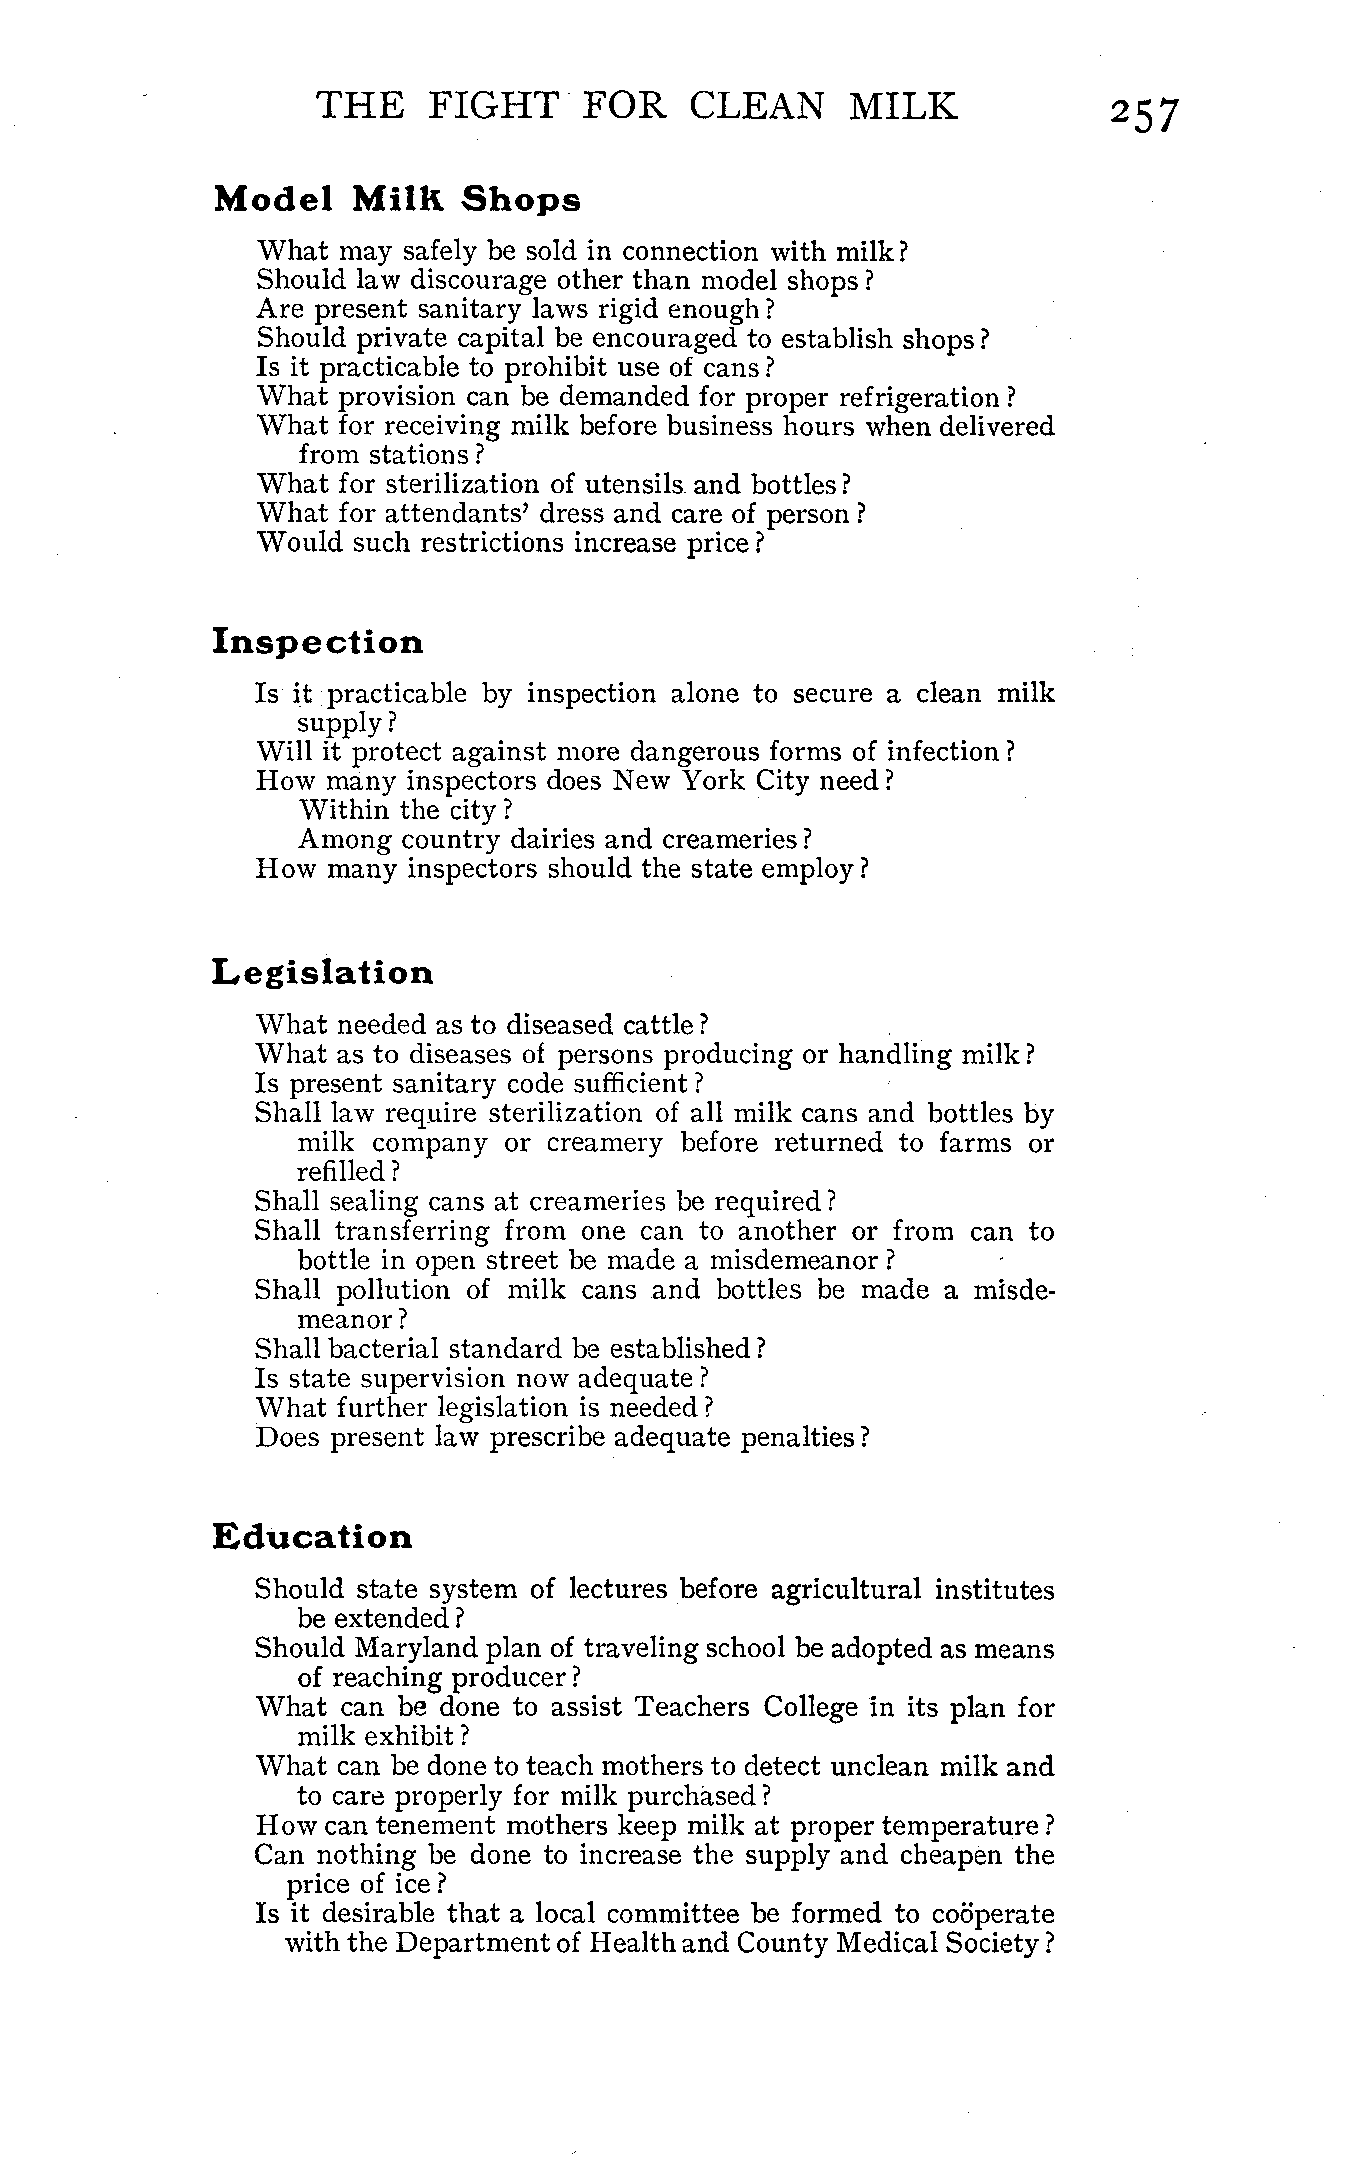 THE FIGHT FOR CLEAN MILK 257
Model Milk Shops
What may safely be sold in connection with milk?
Should law discourage other than model shops?
Are present sanitary laws rigid enough?
Should private capital be encouraged to establish shops?
Is it practicable to prohibit use of cans?
What provision can be demanded for proper refrigeration?
What for receiving milk before business hours when delivered
from stations?
What for sterilization of utensils and bottles?
What for attendants' dress and care of person?
Would such restrictions increase price?
Inspection
Is it practicable by inspection alone to secure a clean milk
supply?
Will it protect against more dangerous forms of infection?
How many inspectors does New York City need?
Within the city?
Among country dairies and creameries?
How many inspectors should the state employ?
Legislation
What needed as to diseased cattle?
What as to diseases of persons producing or handling milk?
Is present sanitary code sufficient?
Shall law require sterilization of all milk cans and bottles by
milk company or creamery before returned to farms or
refilled?
Shall sealing cans at creameries be required?
Shall transferring from one can to another or from can to
bottle in open street be made a misdemeanor?
Shall pollution of milk cans and bottles be made a misde-
meanor?
Shall bacterial standard be established?
Is state supervision now adequate?
What further legislation is needed?
Does present law prescribe adequate penalties?
Education
Should state system of lectures before agricultural institutes
be extended?
Should Maryland plan of traveling school be adopted as means
of reaching producer?
What can be done to assist Teachers College in its plan for
milk exhibit?
What can be done to teach mothers to detect unclean milk and
to care properly for milk purchased?
How can tenement mothers keep milk at proper temperature?
Can nothing be done to increase the supply and cheapen the
price of ice?
Is it desirable that a local committee be formed to coöperate
with the Department of Health and County Medical Society?